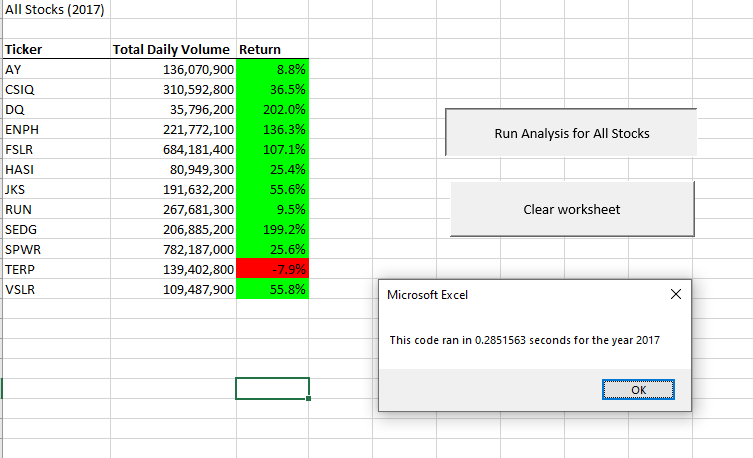 All Stocks (2017)
Ticker Total Daily Volume Return
AY 136,070,900 8.8%
CSIQ 310,592,800 36.5%
DQ 35,796,200 202.0%
ENPH 221,772,100 136.3%
FSLR 684,181,400 107.1%
HASI 80,949,300 25.4%
JKS 191,632,200 55.6%
RUN 267,681,300 9.5%
SEDG 206,885,200 199.2%
SPWR 782,187,000 25.6%
TERP 139,402,800 -7.9%
VSLR 109,487,900 55.8%
Run Analysis for All Stocks
Clear worksheet
Microsoft Excel
This code ran in 0.2851563 seconds for the year 2017
OK